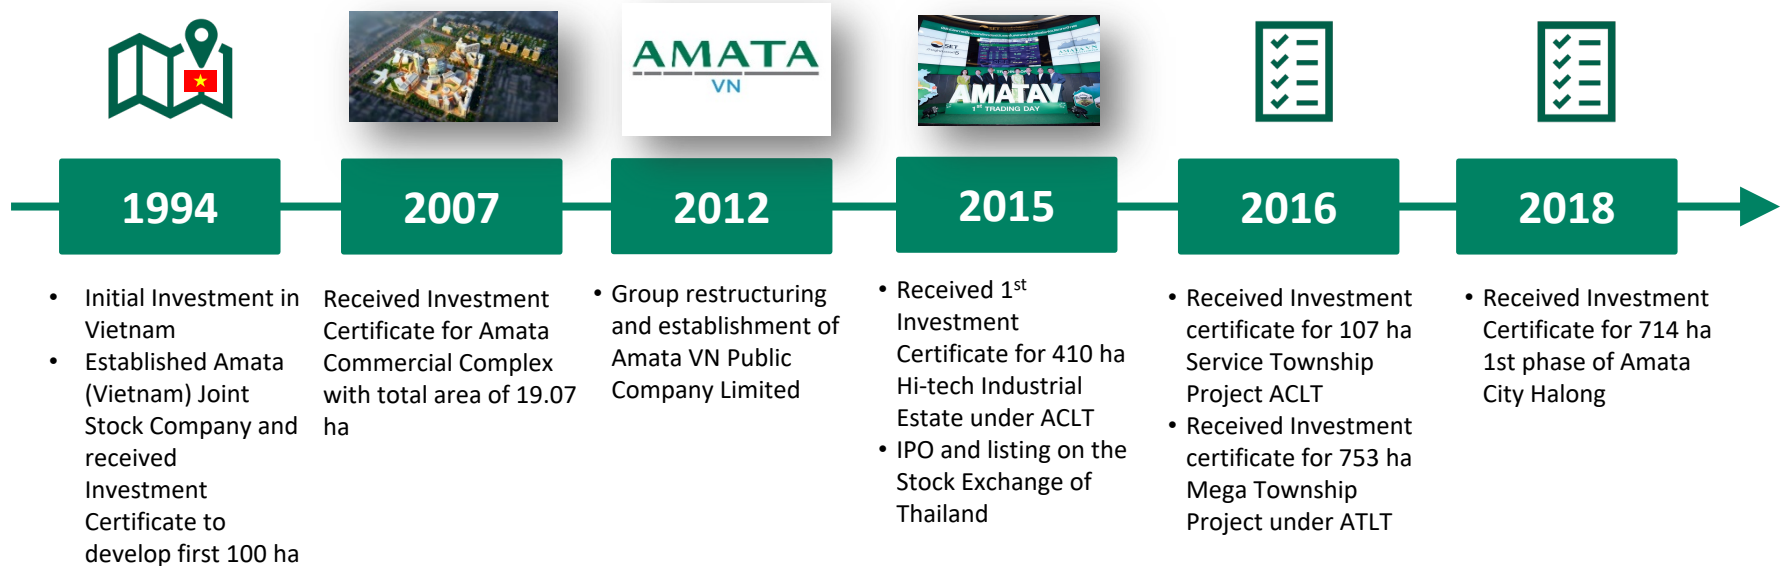 AMATA
VN
SET
AMATA VN
AMATAV
1ST TRADING DAY
1994
2007
2012
2015
2016
2018
• Initial Investment in
Vietnam
• Established Amata
(Vietnam) Joint
Stock Company and
received
Investment
Certificate to
develop first 100 ha
Received Investment
Certificate for Amata
Commercial Complex
with total area of 19.07
ha
• Group restructuring
and establishment of
Amata VN Public
Company Limited
• Received 1st
Investment
Certificate for 410 ha
Hi-tech Industrial
Estate under ACLT
• IPO and listing on the
Stock Exchange of
Thailand
• Received Investment
certificate for 107 ha
Service Township
Project ACLT
• Received Investment
certificate for 753 ha
Mega Township
Project under ATLT
• Received Investment
Certificate for 714 ha
1st phase of Amata
City Halong